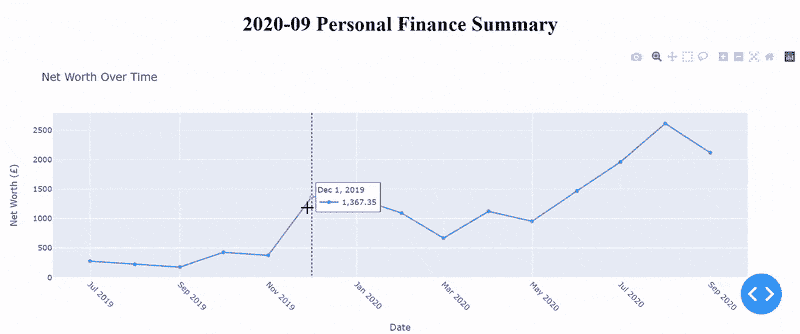 2020-09 Personal Finance Summary
Net Worth Over Time
Net Worth (£)
2500
2000
1500
1000
500
0
Dec 1, 2019
1,367.35
Jul 2019
Sep 2019
Nov 2019
Jan 2020
Mar 2020
May 2020
Jul 2020
Sep 2020
Date